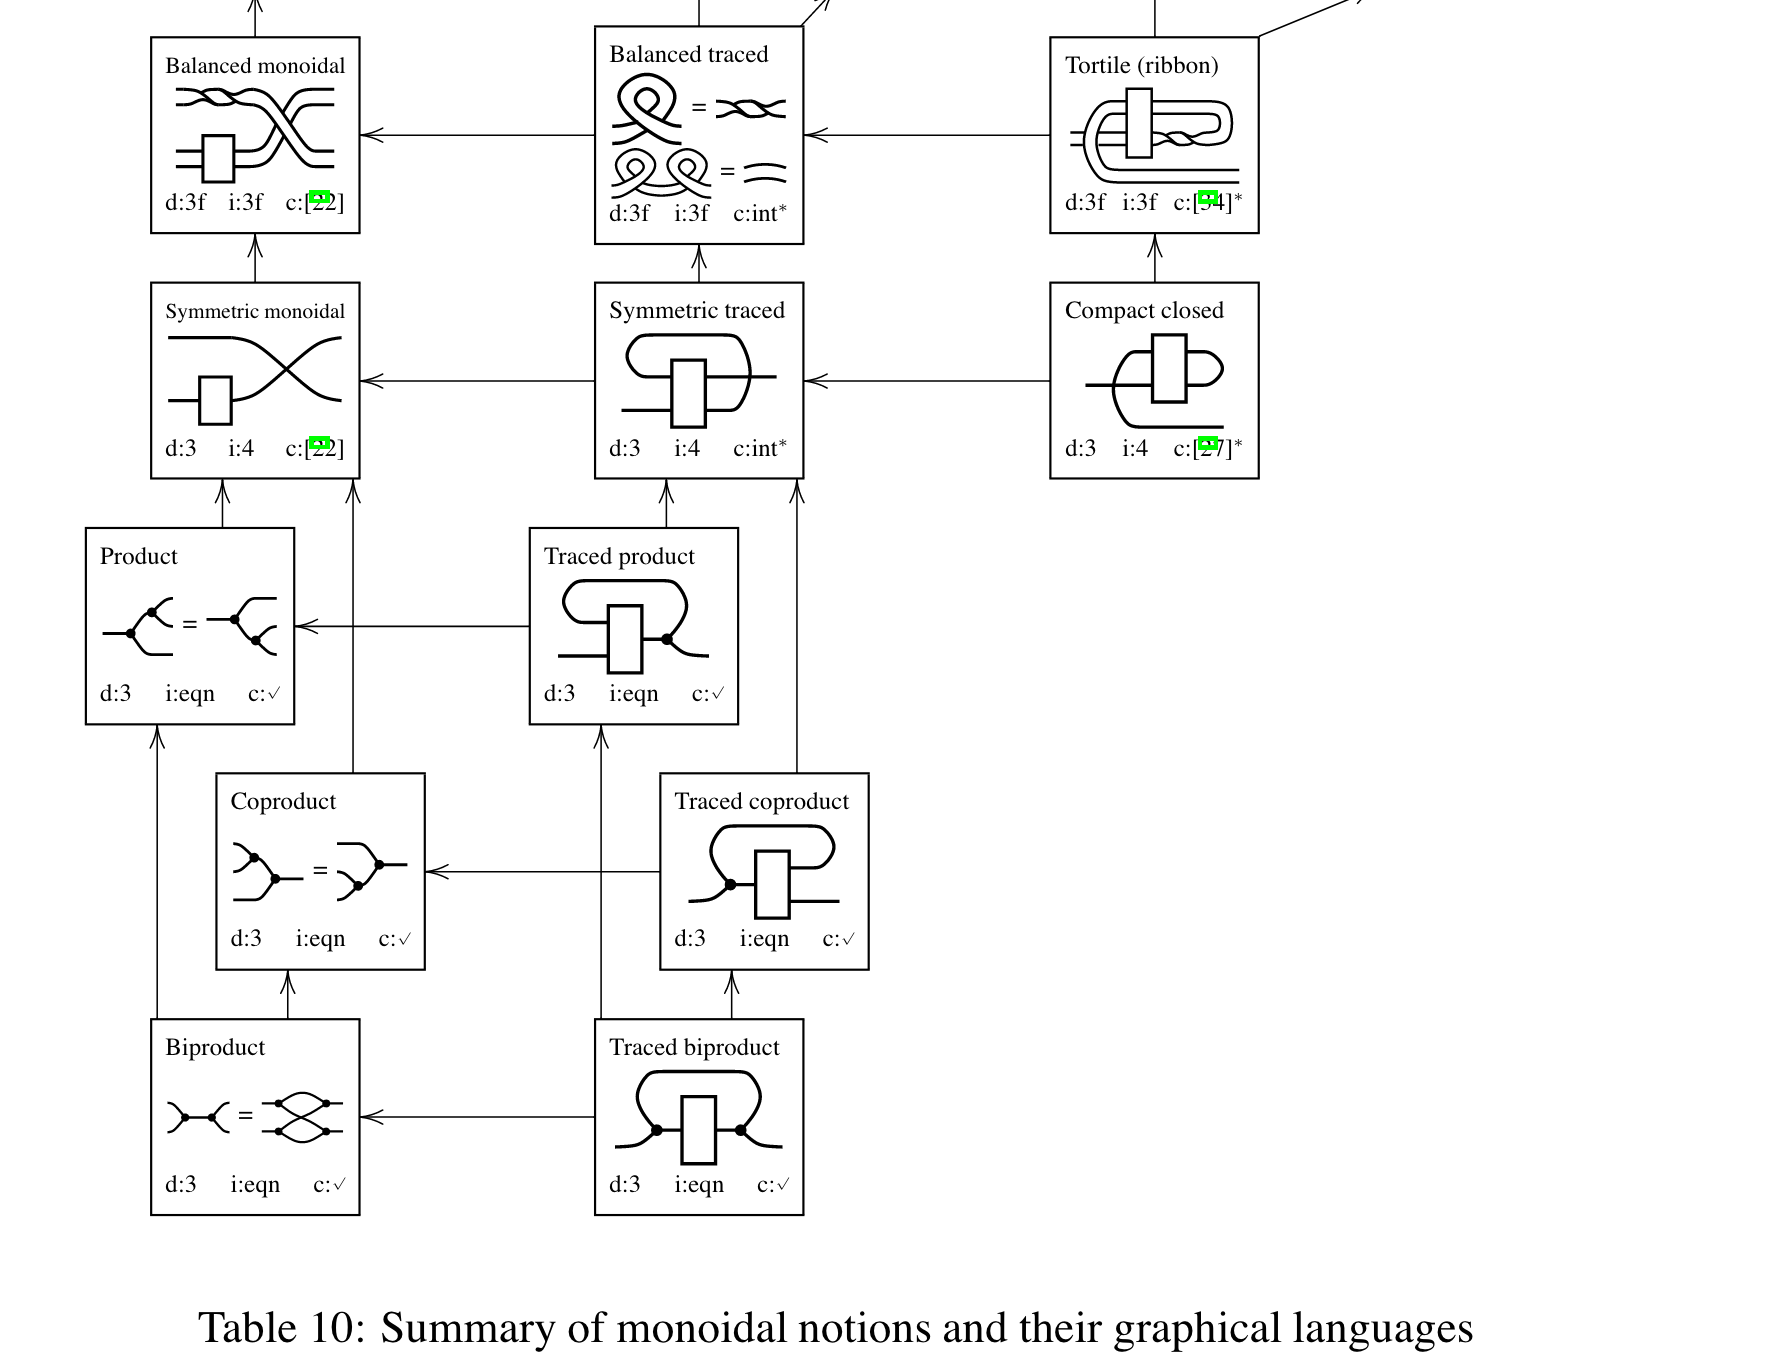 Balanced monoidal
d:3f i:3f c:[22]
Balanced traced
=
=
d:3f i:3f c:int*
Tortile (ribbon)
d:3f i:3f c:[34]*
Symmetric monoidal
d:3 i:4 c:[22]
Symmetric traced
d:3 i:4 c:int*
Compact closed
d:3 i:4 c:[27]*
Product
=
d:3 i:eqn c:✓
Traced product
d:3 i:eqn c:✓
Coproduct
=
d:3 i:eqn c:✓
Traced coproduct
d:3 i:eqn c:✓
Biproduct
=
d:3 i:eqn c:✓
Traced biproduct
d:3 i:eqn c:✓
Table 10: Summary of monoidal notions and their graphical languages